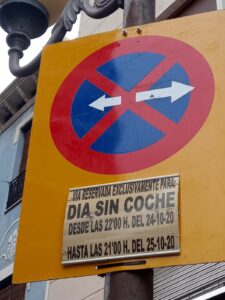 VIA RESERVADA EXCLUSIVAMENTE PARA:
DIA SIN COCHE
DESDE LAS 22'00 H. DEL 24-10-20
HASTA LAS 21'00 H. DEL 25-10-20